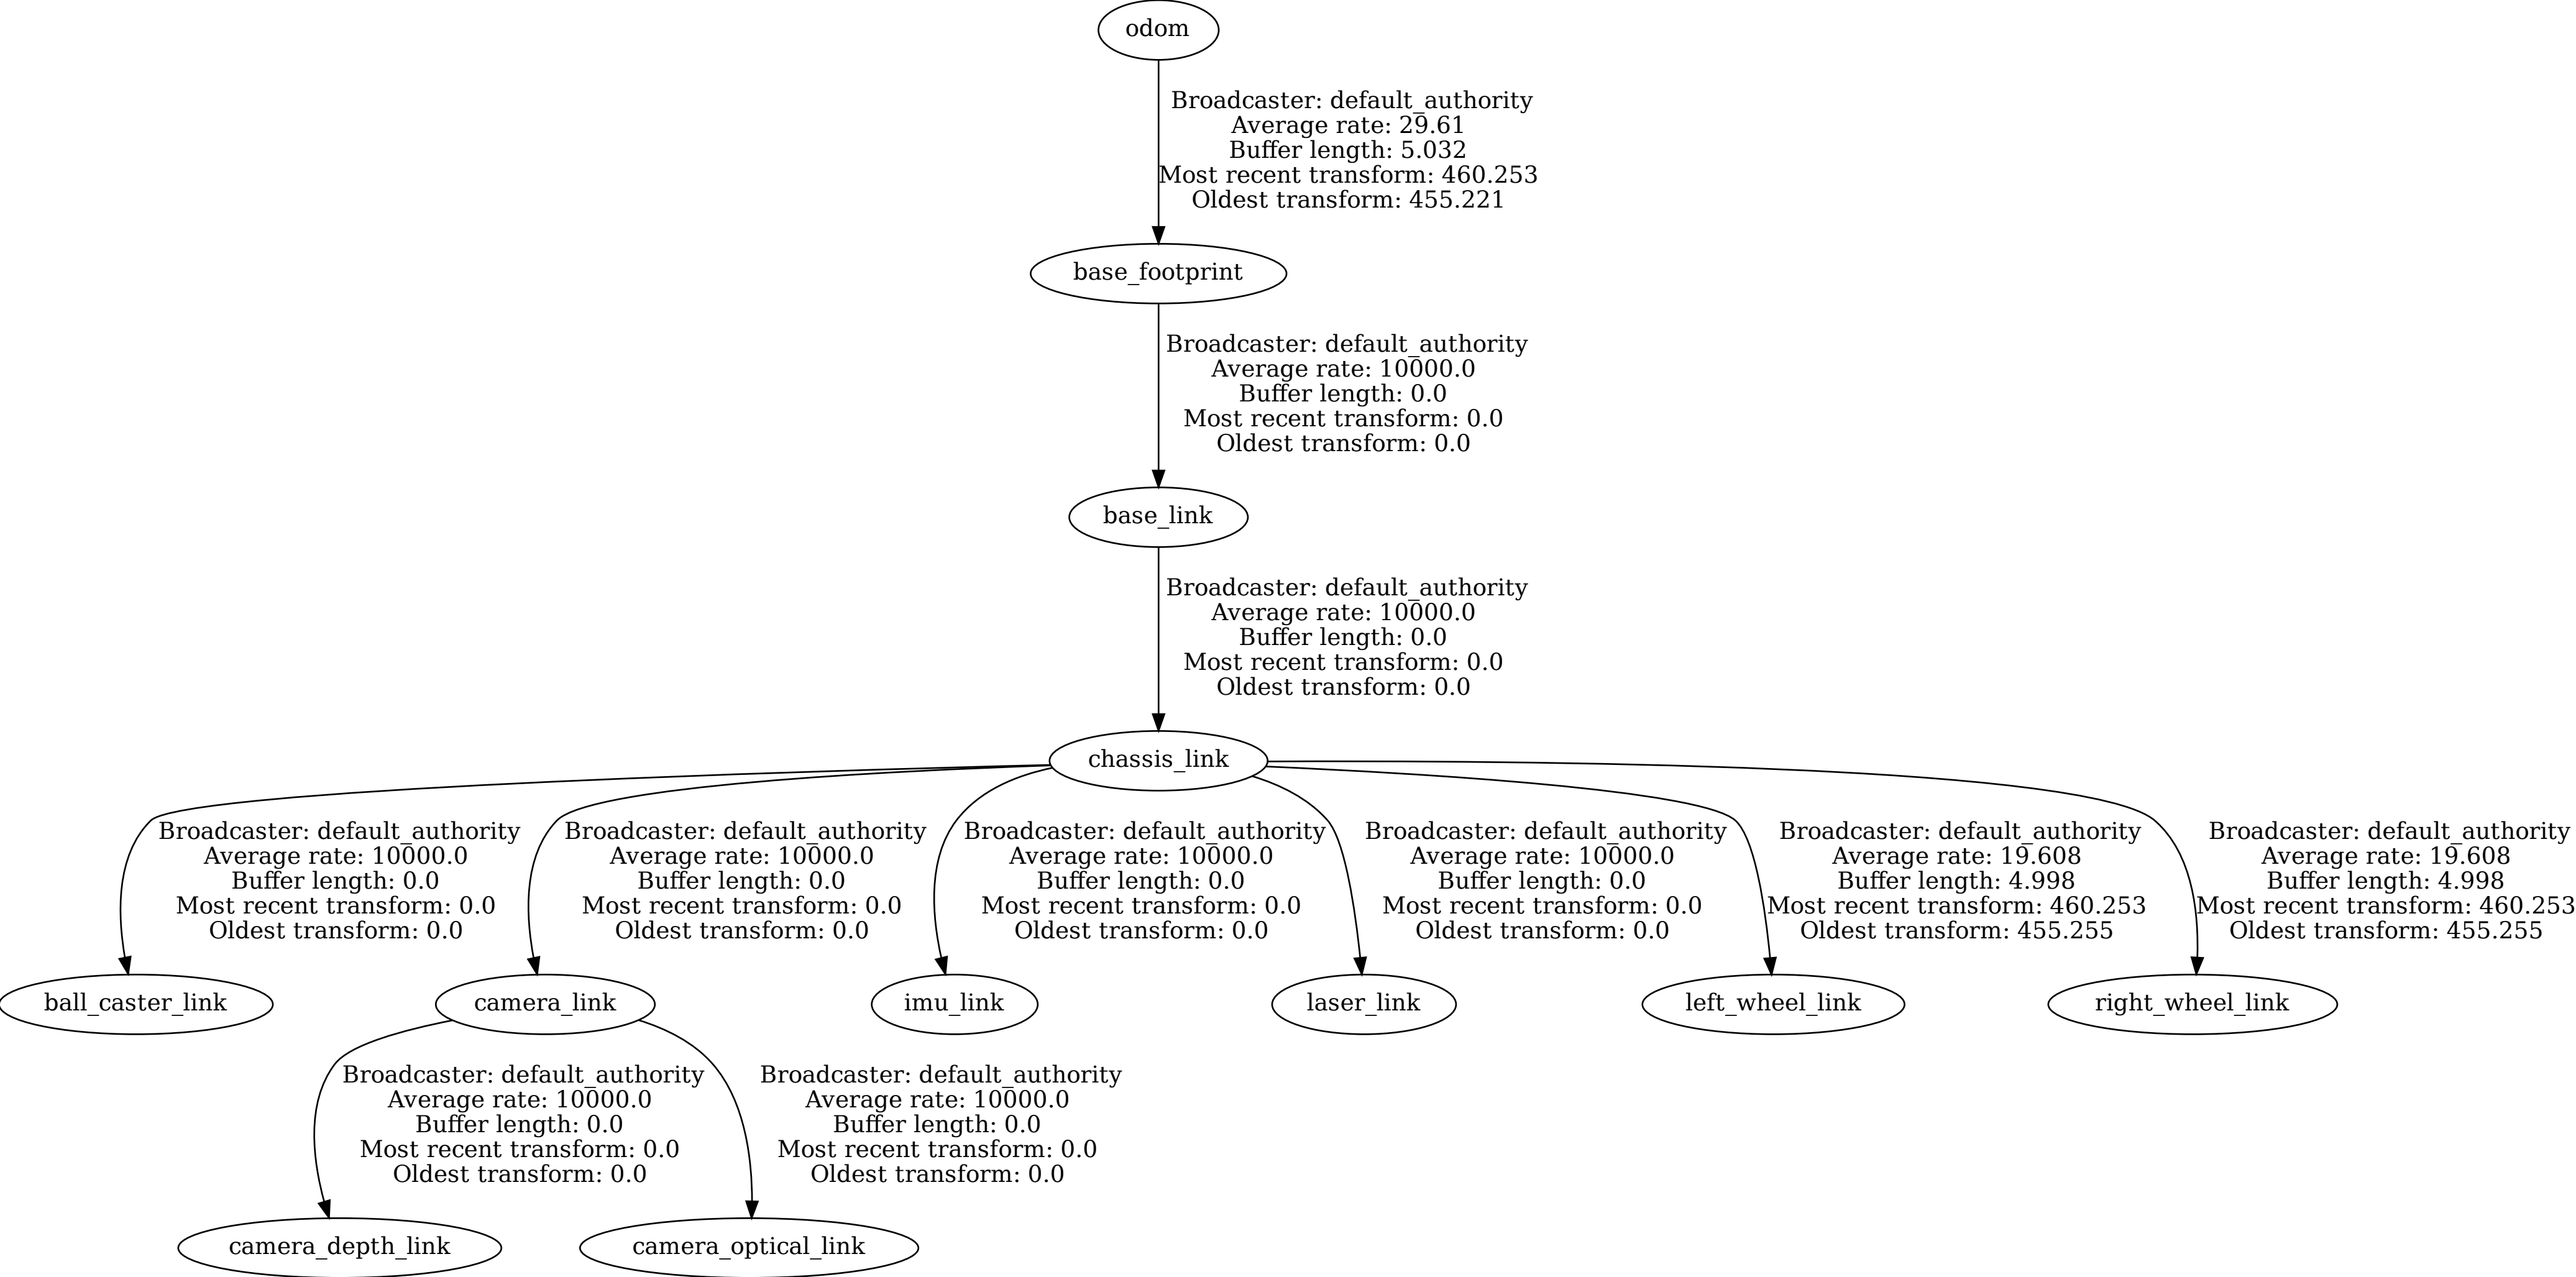 odom
Broadcaster: default_authority
Average rate: 29.61
Buffer length: 5.032
Most recent transform: 460.253
Oldest transform: 455.221
base_footprint
Broadcaster: default_authority
Average rate: 10000.0
Buffer length: 0.0
Most recent transform: 0.0
Oldest transform: 0.0
base_link
Broadcaster: default_authority
Average rate: 10000.0
Buffer length: 0.0
Most recent transform: 0.0
Oldest transform: 0.0
chassis_link
Broadcaster: default_authority
Average rate: 10000.0
Buffer length: 0.0
Most recent transform: 0.0
Oldest transform: 0.0
Broadcaster: default_authority
Average rate: 10000.0
Buffer length: 0.0
Most recent transform: 0.0
Oldest transform: 0.0
Broadcaster: default_authority
Average rate: 10000.0
Buffer length: 0.0
Most recent transform: 0.0
Oldest transform: 0.0
Broadcaster: default_authority
Average rate: 10000.0
Buffer length: 0.0
Most recent transform: 0.0
Oldest transform: 0.0
Broadcaster: default_authority
Average rate: 19.608
Buffer length: 4.998
Most recent transform: 460.253
Oldest transform: 455.255
Broadcaster: default_authority
Average rate: 19.608
Buffer length: 4.998
Most recent transform: 460.253
Oldest transform: 455.255
ball_caster_link
camera_link
imu_link
laser_link
left_wheel_link
right_wheel_link
Broadcaster: default_authority
Average rate: 10000.0
Buffer length: 0.0
Most recent transform: 0.0
Oldest transform: 0.0
Broadcaster: default_authority
Average rate: 10000.0
Buffer length: 0.0
Most recent transform: 0.0
Oldest transform: 0.0
camera_depth_link
camera_optical_link